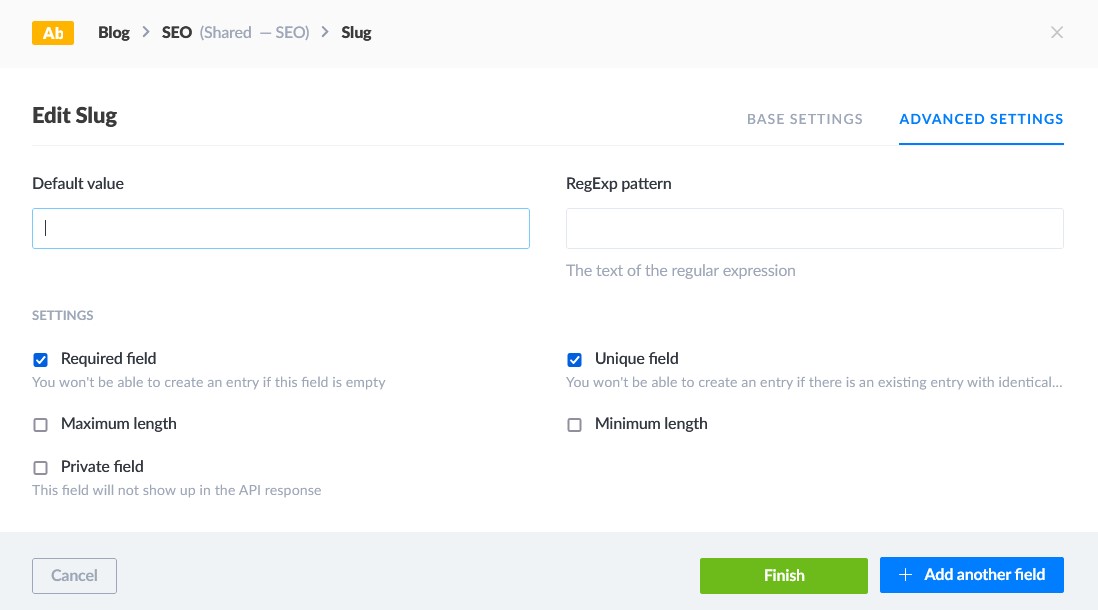 Ab Blog > SEO (Shared — SEO) > Slug ×
Edit Slug BASE SETTINGS ADVANCED SETTINGS
Default value RegExp pattern
The text of the regular expression
SETTINGS
Required field Unique field
You won't be able to create an entry if this field is empty You won't be able to create an entry if there is an existing entry with identical...
Maximum length Minimum length
Private field
This field will not show up in the API response
Cancel Finish + Add another field